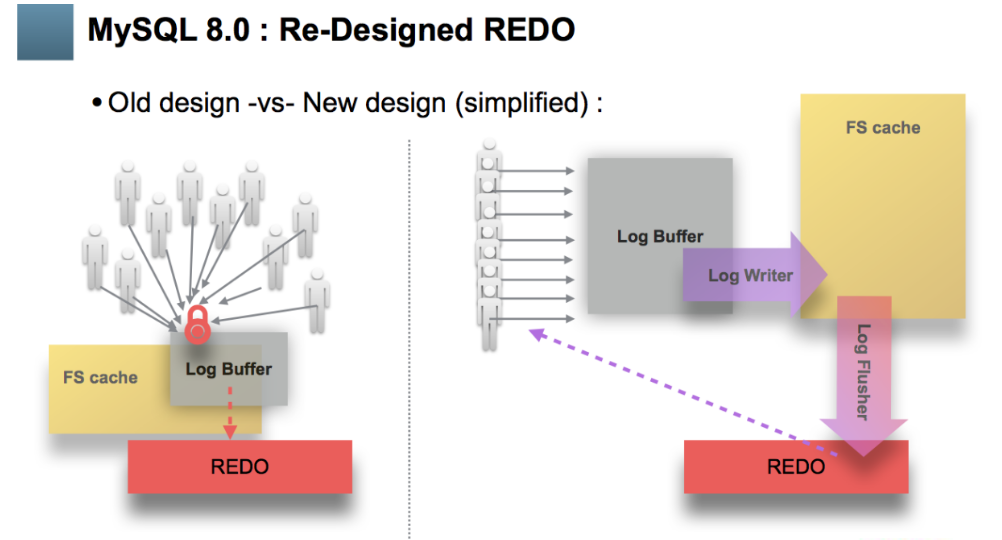 MySQL 8.0 : Re-Designed REDO
• Old design -vs- New design (simplified) :
FS cache
Log Buffer
REDO
Log Buffer
Log Writer
FS cache
Log Flusher
REDO